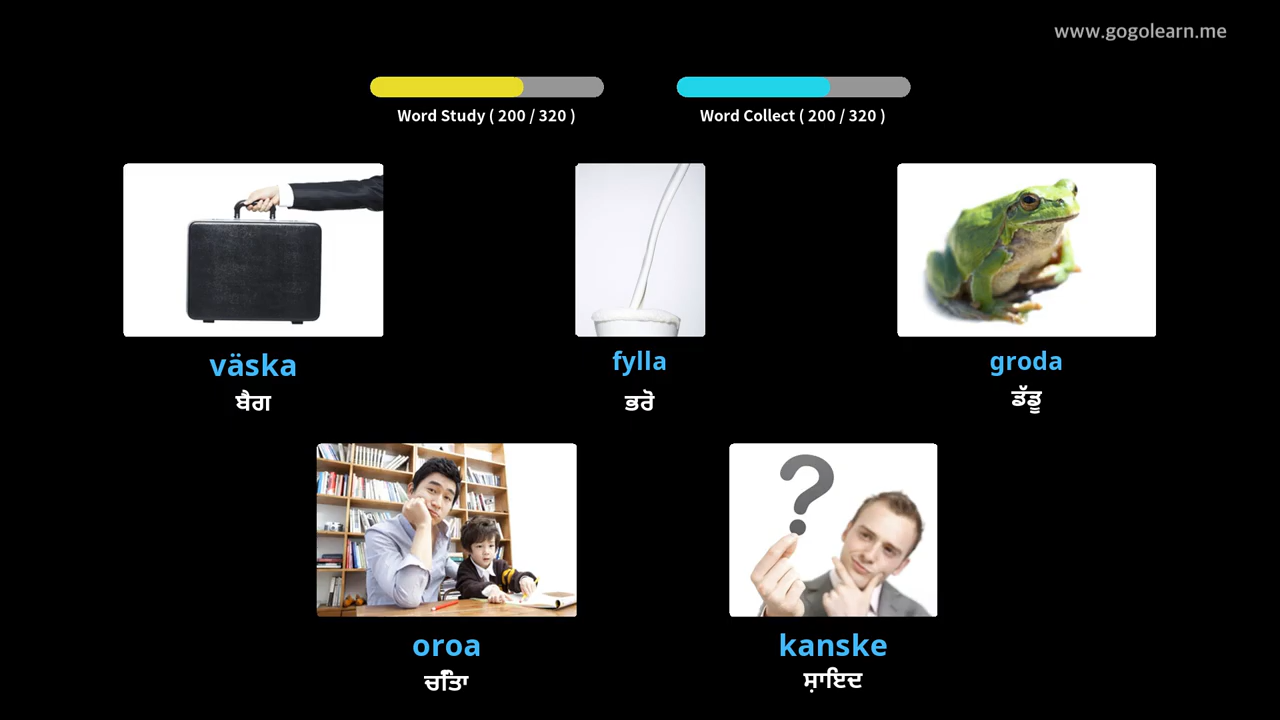 www.gogolearn.me
Word Study ( 200 / 320 )
Word Collect ( 200 / 320 )
väska
ਬੈਗ
fylla
ਭਰੋ
groda
ਡੱਡੂ
oroa
ਚਿੰਤਾ
kanske
ਸ਼ਾਇਦ